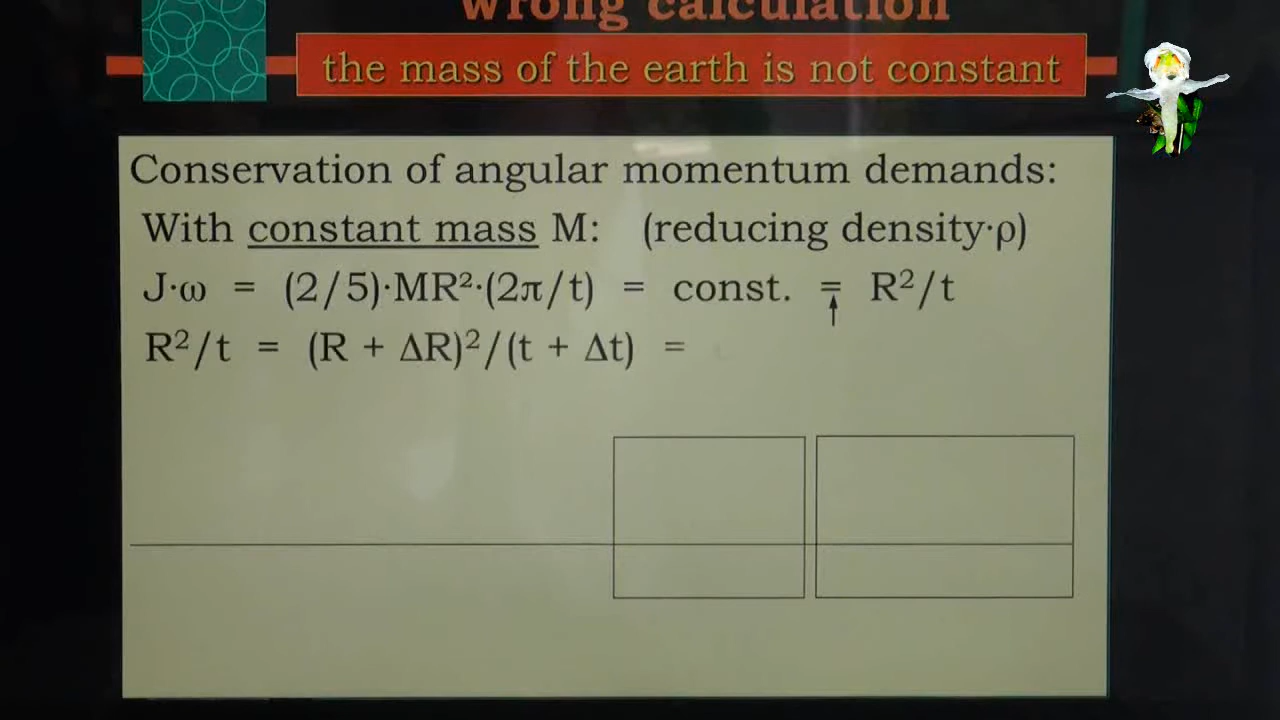 wrong calculation
the mass of the earth is not constant
Conservation of angular momentum demands:
With constant mass M: (reducing density·ρ)
J·ω = (2/5)·MR²·(2π/t) = const. = R²/t
R²/t = (R + ΔR)²/(t + Δt) =